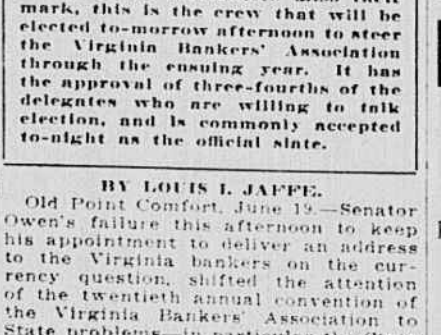 mark, this is the crew that will be
elected to-morrow afternoon to steer
the Virginia Bankers' Association
through the ensuing year. It has
the approval of three-fourths of the
delegates who are willing to talk
election, and is commonly accepted
to-night as the official slate.
BY LOUIS I. JAFFE.
Old Point Comfort, June 19.—Senator
Owen's failure this afternoon to keep
his appointment to deliver an address
to the Virginia bankers on the cur-
rency question, shifted the attention
of the twentieth annual convention of
the Virginia Bankers' Association to
State problems—in particular